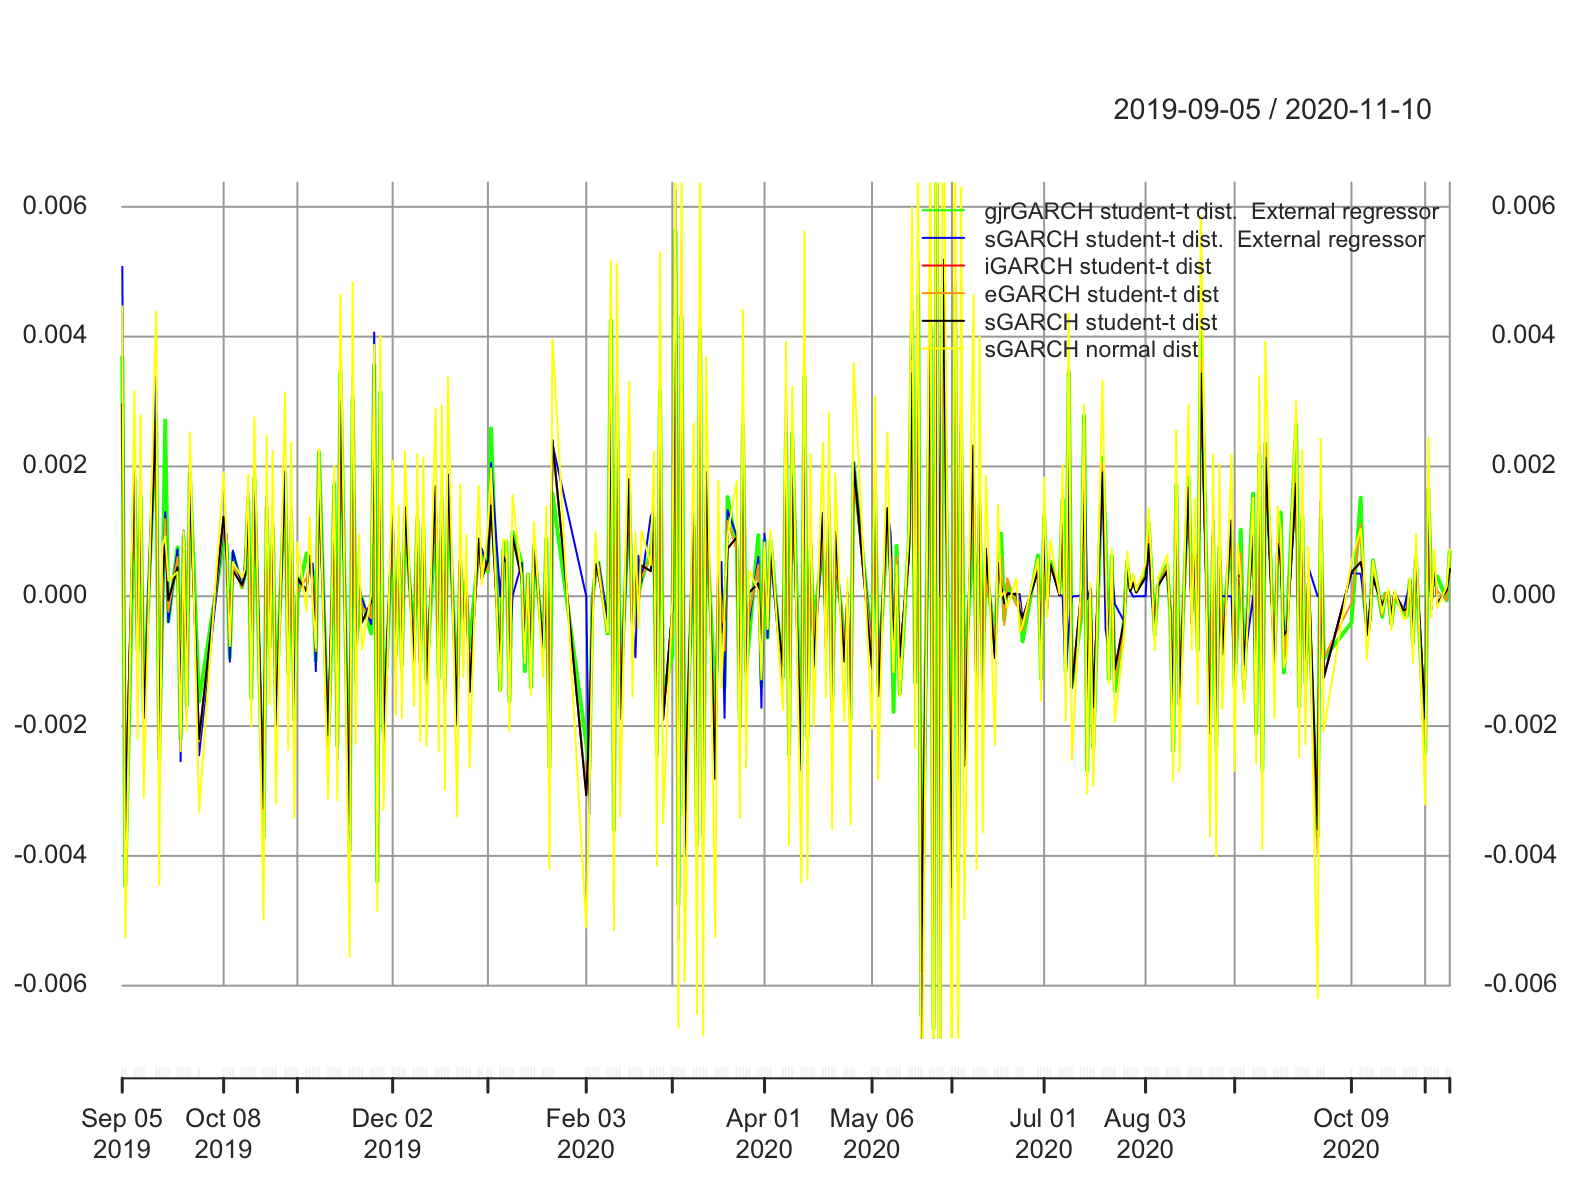 2019-09-05 / 2020-11-10
0.006 0.006
gjrGARCH student-t dist.  External regressor
sGARCH student-t dist.  External regressor
iGARCH student-t dist
eGARCH student-t dist
sGARCH student-t dist
sGARCH normal dist
0.004 0.004
0.002 0.002
0.000 0.000
-0.002 -0.002
-0.004 -0.004
-0.006 -0.006
Sep 05 Oct 08 Dec 02 Feb 03 Apr 01 May 06 Jul 01 Aug 03 Oct 09
2019 2019 2019 2020 2020 2020 2020 2020 2020